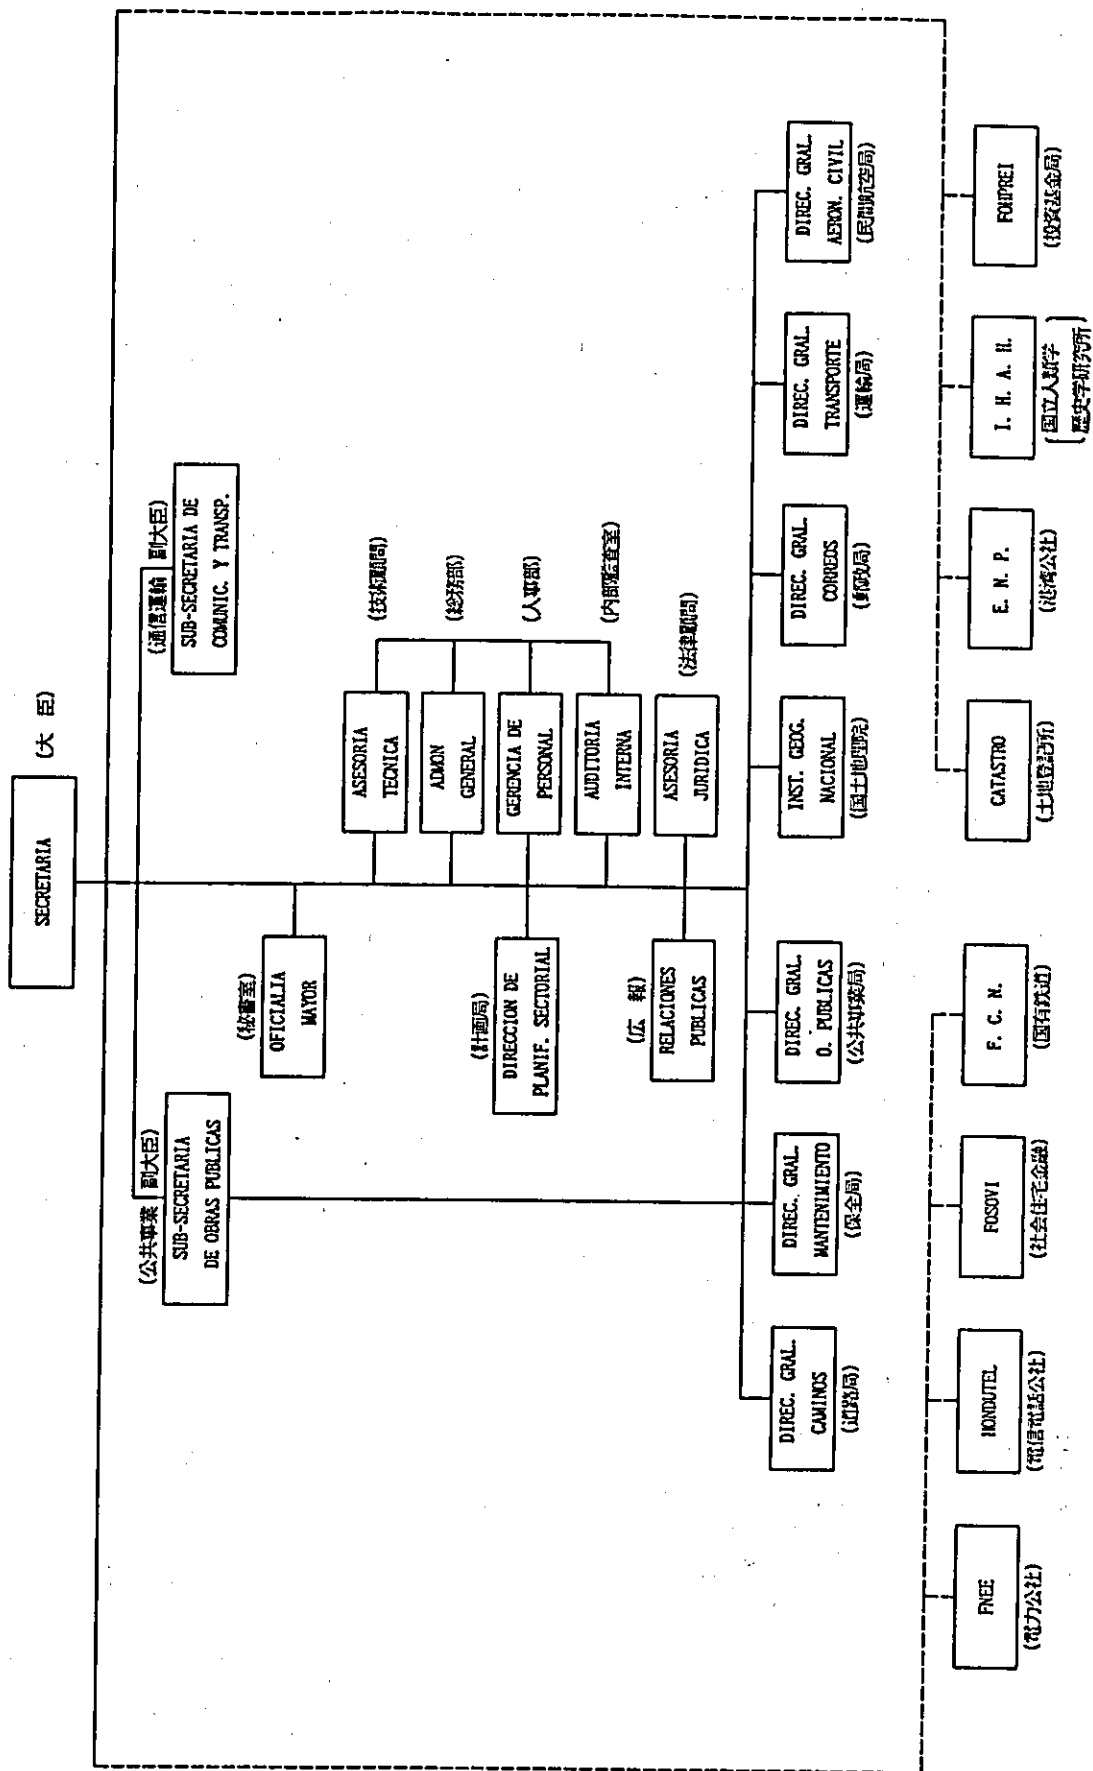 SECRETARIA
(大 臣)
(公共事業 副大臣)
SUB-SECRETARIA
DE OBRAS PUBLICAS
(通信運輸 副大臣)
SUB-SECRETARIA DE
COMUNIC. Y TRANSP.
(秘書室)
OFICIALIA
MAYOR
ASESORIA
TECNICA
(技術顧問)
ADMON
GENERAL
(総務部)
(計画局)
DIRECCION DE
PLANIF. SECTORIAL
GERENCIA DE
PERSONAL
(人事部)
AUDITORIA
INTERNA
(内部監査室)
(広 報)
RELACIONES
PUBLICAS
ASESORIA
JURIDICA
(法律顧問)
DIREC. GRAL.
CAMINOS
(道路局)
DIREC. GRAL.
MANTENIMIENTO
(保全局)
DIREC. GRAL.
O. PUBLICAS
(公共事業局)
INST. GEOG.
NACIONAL
(国土地理院)
DIREC. GRAL.
CORREOS
(郵政局)
DIREC. GRAL.
TRANSPORTE
(運輸局)
DIREC. GRAL.
AERON. CIVIL
(民間航空局)
FNEE
(電力公社)
HONDUTEL
(電信電話公社)
FOSOVI
(社会住宅金融)
F. C. N.
(国有鉄道)
CATASTRO
(土地登記所)
E. N. P.
(港湾公社)
I. H. A. H.
国立人類学
歴史学研究所
FONPREI
(投資基金局)